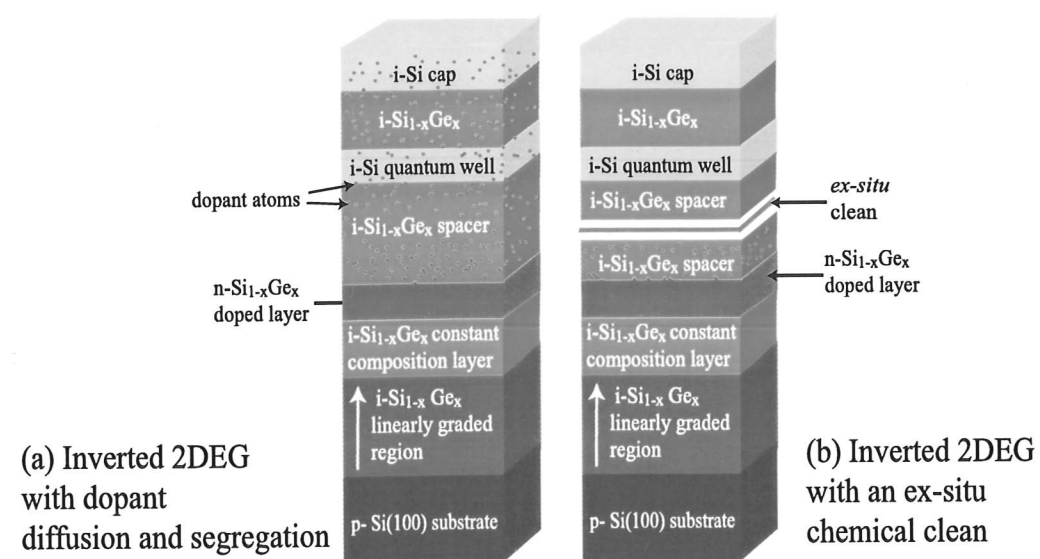 i-Si cap
i-Si₁₋ₓGeₓ
i-Si quantum well
dopant atoms
i-Si₁₋ₓGeₓ spacer
n-Si₁₋ₓGeₓ
doped layer
i-Si₁₋ₓGeₓ constant
composition layer
i-Si₁₋ₓ Geₓ
linearly graded
region
p- Si(100) substrate
(a) Inverted 2DEG
with dopant
diffusion and segregation
i-Si cap
i-Si₁₋ₓGeₓ
i-Si quantum well
i-Si₁₋ₓGeₓ spacer
ex-situ
clean
i-Si₁₋ₓGeₓ spacer
n-Si₁₋ₓGeₓ
doped layer
i-Si₁₋ₓGeₓ constant
composition layer
i-Si₁₋ₓ Geₓ
linearly graded
region
p- Si(100) substrate
(b) Inverted 2DEG
with an ex-situ
chemical clean